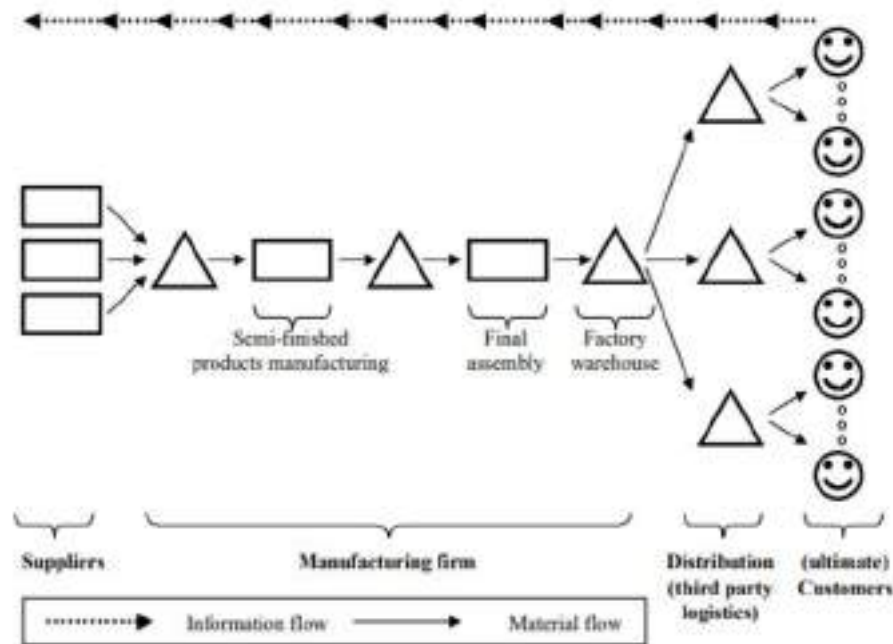 Semi-finished
products manufacturing
Final
assembly
Factory
warehouse
Suppliers
Manufacturing firm
Distribution
(third party
logistics)
(ultimate)
Customers
Information flow
Material flow